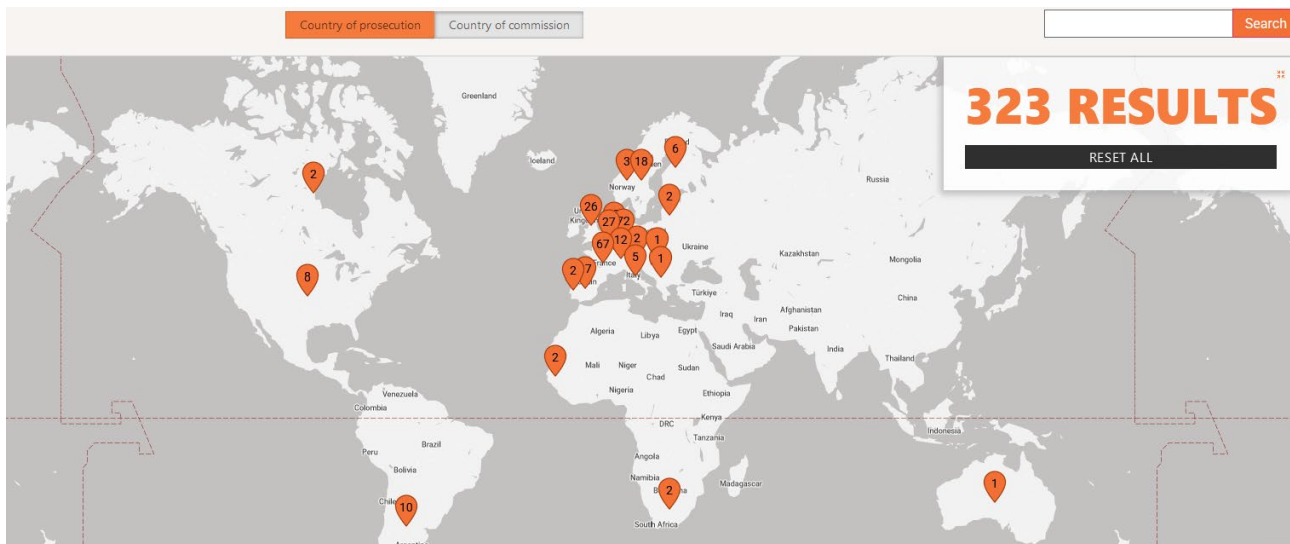 Country of prosecution
Country of commission
Search
323 RESULTS
RESET ALL
Greenland
Iceland
6
3
18
Norway
2
Russia
2
26
27
72
67
12
2
1
Ukraine
France
5
1
Italy
Kazakhstan
Mongolia
2
7
8
Türkiye
China
Iraq
Iran
Afghanistan
Pakistan
Algeria
Libya
Egypt
Saudi Arabia
India
Thailand
2
Mali
Niger
Chad
Sudan
Nigeria
Ethiopia
Venezuela
Colombia
Kenya
DRC
Indonesia
Tanzania
Brazil
Peru
Bolivia
Angola
Namibia
Madagascar
2
1
10
South Africa